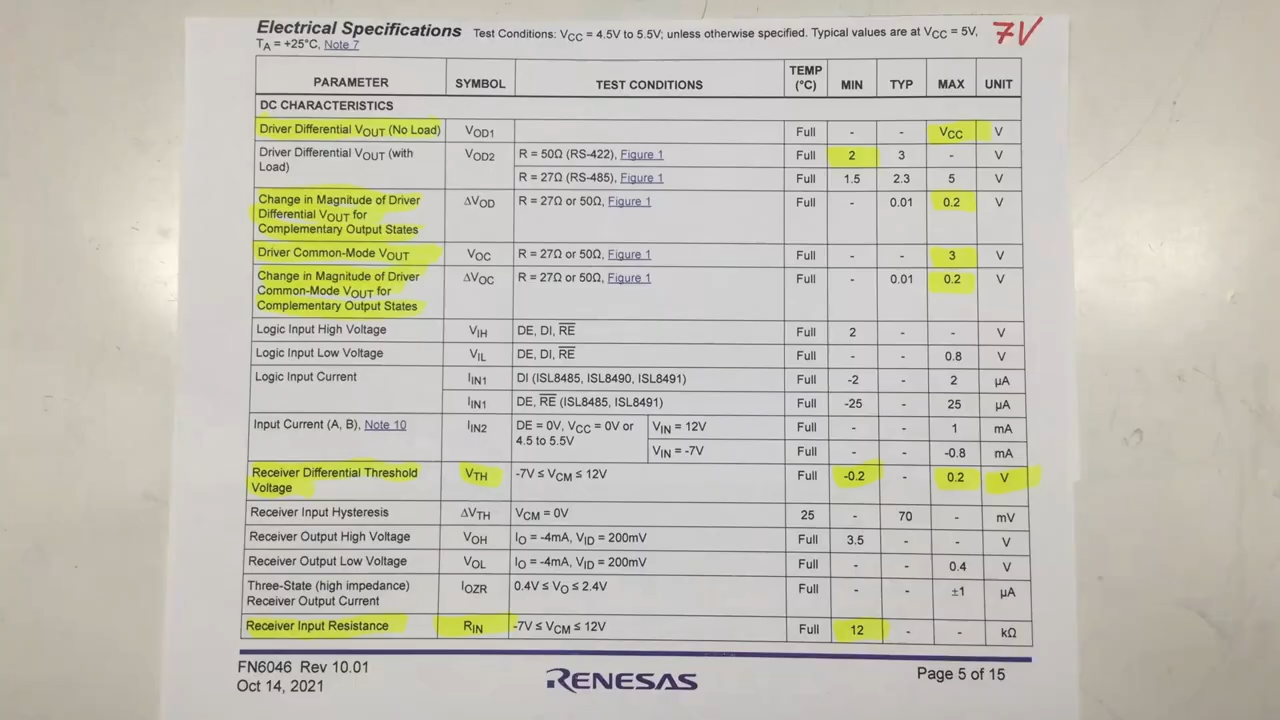 Electrical Specifications Test Conditions: VCC = 4.5V to 5.5V; unless otherwise specified. Typical values are at VCC = 5V, 7V
TA = +25°C, Note 7
PARAMETER SYMBOL TEST CONDITIONS TEMP (°C) MIN TYP MAX UNIT
DC CHARACTERISTICS
Driver Differential VOUT (No Load) VOD1 Full - - VCC V
Driver Differential VOUT (with Load) VOD2 R = 50Ω (RS-422), Figure 1 Full 2 3 - V
R = 27Ω (RS-485), Figure 1 Full 1.5 2.3 5 V
Change in Magnitude of Driver ΔVOD R = 27Ω or 50Ω, Figure 1 Full - 0.01 0.2 V
Differential VOUT for
Complementary Output States
Driver Common-Mode VOUT VOC R = 27Ω or 50Ω, Figure 1 Full - - 3 V
Change in Magnitude of Driver ΔVOC R = 27Ω or 50Ω, Figure 1 Full - 0.01 0.2 V
Common-Mode VOUT for
Complementary Output States
Logic Input High Voltage VIH DE, DI, R̅E̅ Full 2 - - V
Logic Input Low Voltage VIL DE, DI, R̅E̅ Full - - 0.8 V
Logic Input Current IIN1 DI (ISL8485, ISL8490, ISL8491) Full -2 - 2 µA
IIN1 DE, R̅E̅ (ISL8485, ISL8491) Full -25 - 25 µA
Input Current (A, B), Note 10 IIN2 DE = 0V, VCC = 0V or 4.5 to 5.5V VIN = 12V Full - - 1 mA
VIN = -7V Full - - -0.8 mA
Receiver Differential Threshold VTH -7V ≤ VCM ≤ 12V Full -0.2 - 0.2 V
Voltage
Receiver Input Hysteresis ΔVTH VCM = 0V 25 - 70 - mV
Receiver Output High Voltage VOH IO = -4mA, VID = 200mV Full 3.5 - - V
Receiver Output Low Voltage VOL IO = -4mA, VID = 200mV Full - - 0.4 V
Three-State (high impedance) IOZR 0.4V ≤ VO ≤ 2.4V Full - - ±1 µA
Receiver Output Current
Receiver Input Resistance RIN -7V ≤ VCM ≤ 12V Full 12 - - kΩ
FN6046 Rev 10.01 RENESAS Page 5 of 15
Oct 14, 2021